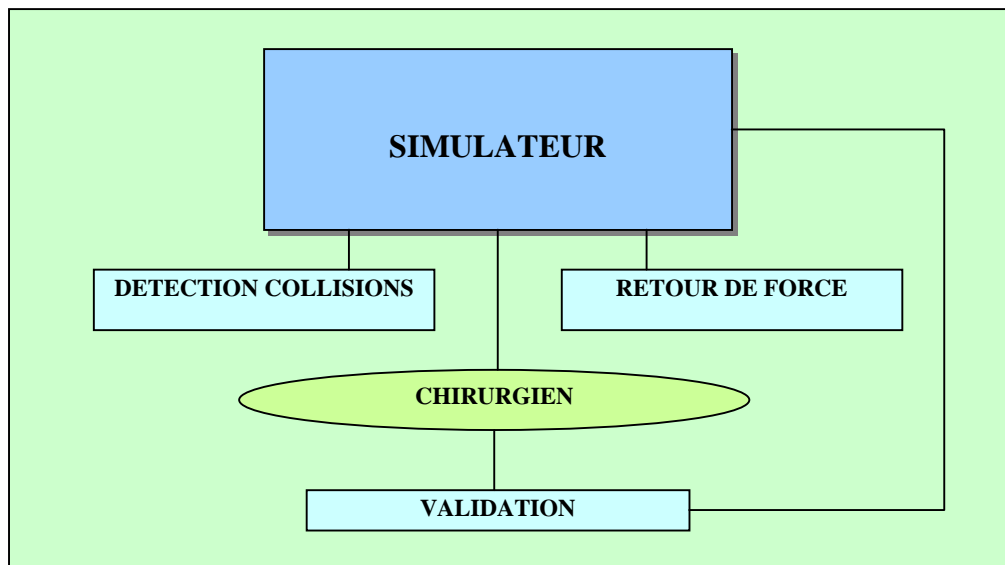 SIMULATEUR
DETECTION COLLISIONS
RETOUR DE FORCE
CHIRURGIEN
VALIDATION